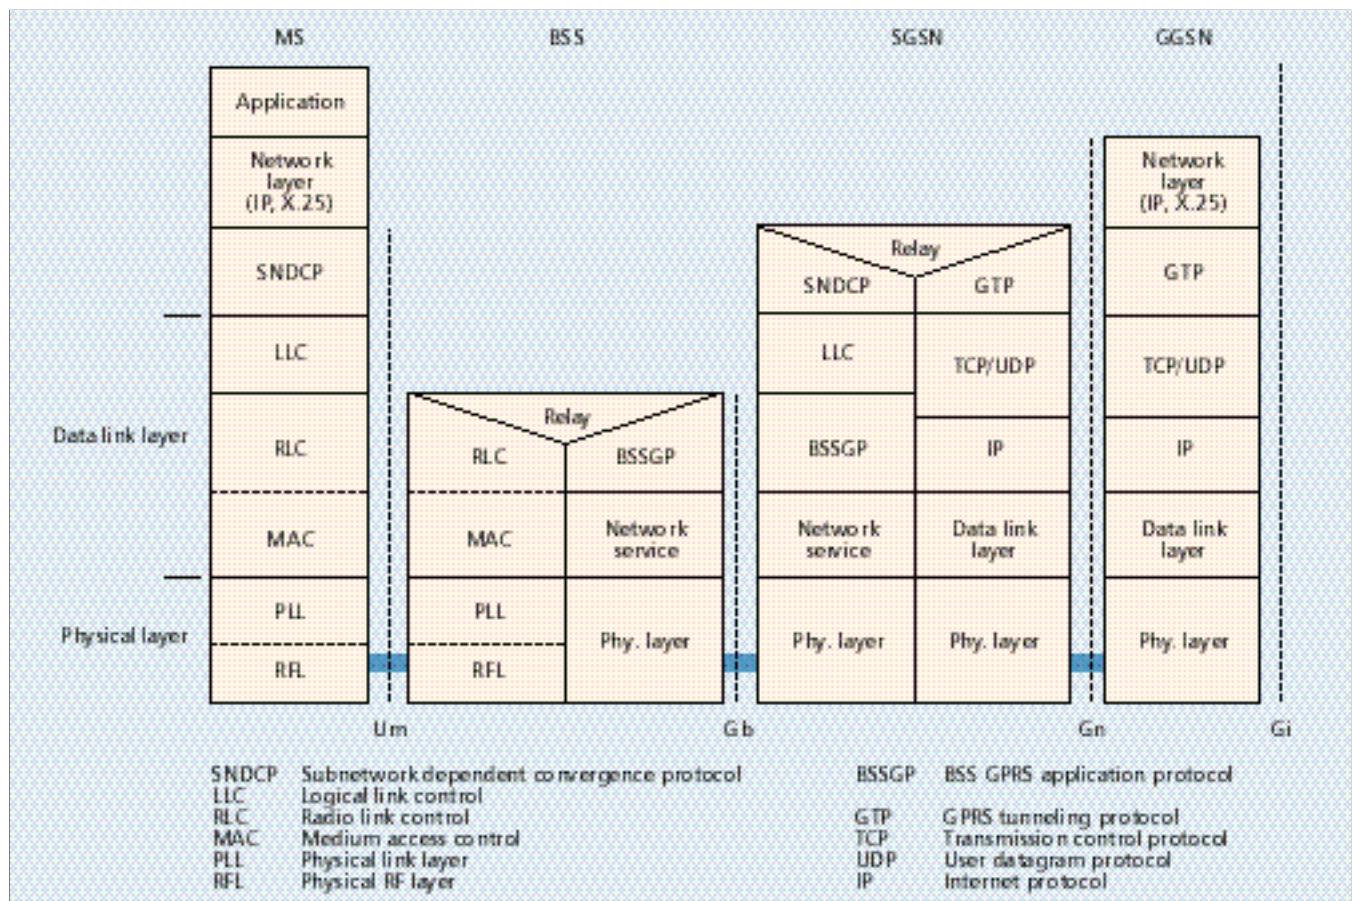 MS BSS SGSN GGSN
Application
Network
layer
(IP, X.25)
Network
layer
(IP, X.25)
SNDCP
Relay
SNDCP GTP
GTP
LLC
LLC
TCP/UDP
TCP/UDP
Data link layer
RLC
Relay
RLC BSSGP
BSSGP
IP
IP
MAC
MAC
Network
service
Network
service
Data link
layer
Data link
layer
Physical layer
PLL
RFL
PLL
RFL
Phy. layer
Phy. layer
Phy. layer
Phy. layer
Um Gb Gn Gi
SNDCP Subnetwork dependent convergence protocol
LLC Logical link control
RLC Radio link control
MAC Medium access control
PLL Physical link layer
RFL Physical RF layer
BSSGP BSS GPRS application protocol
GTP GPRS tunneling protocol
TCP Transmission control protocol
UDP User datagram protocol
IP Internet protocol